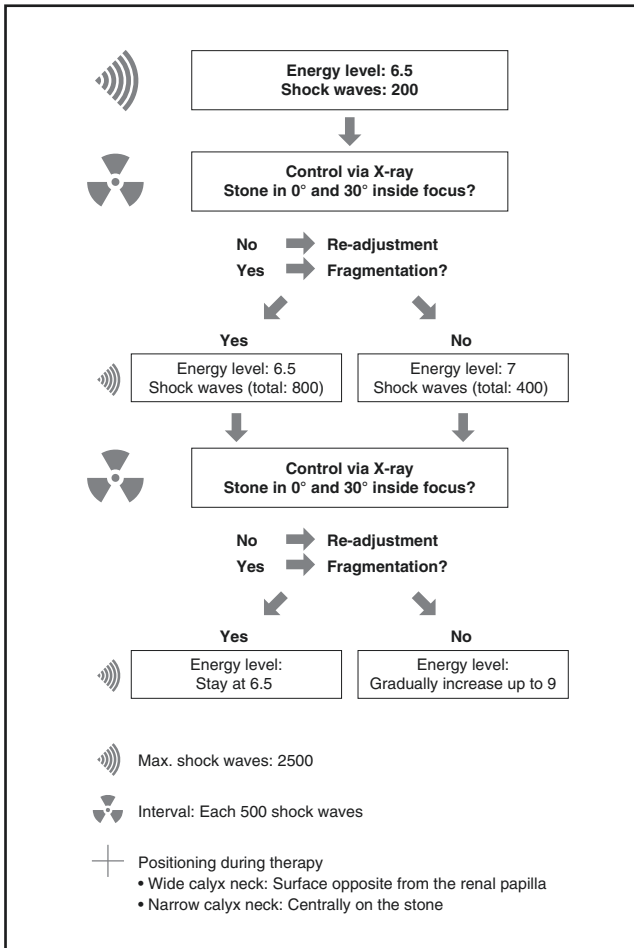 Energy level: 6.5
Shock waves: 200
Control via X-ray
Stone in 0° and 30° inside focus?
No Re-adjustment
Yes Fragmentation?
Yes No
Energy level: 6.5 Energy level: 7
Shock waves (total: 800) Shock waves (total: 400)
Control via X-ray
Stone in 0° and 30° inside focus?
No Re-adjustment
Yes Fragmentation?
Yes No
Energy level: Energy level:
Stay at 6.5 Gradually increase up to 9
Max. shock waves: 2500
Interval: Each 500 shock waves
Positioning during therapy
• Wide calyx neck: Surface opposite from the renal papilla
• Narrow calyx neck: Centrally on the stone